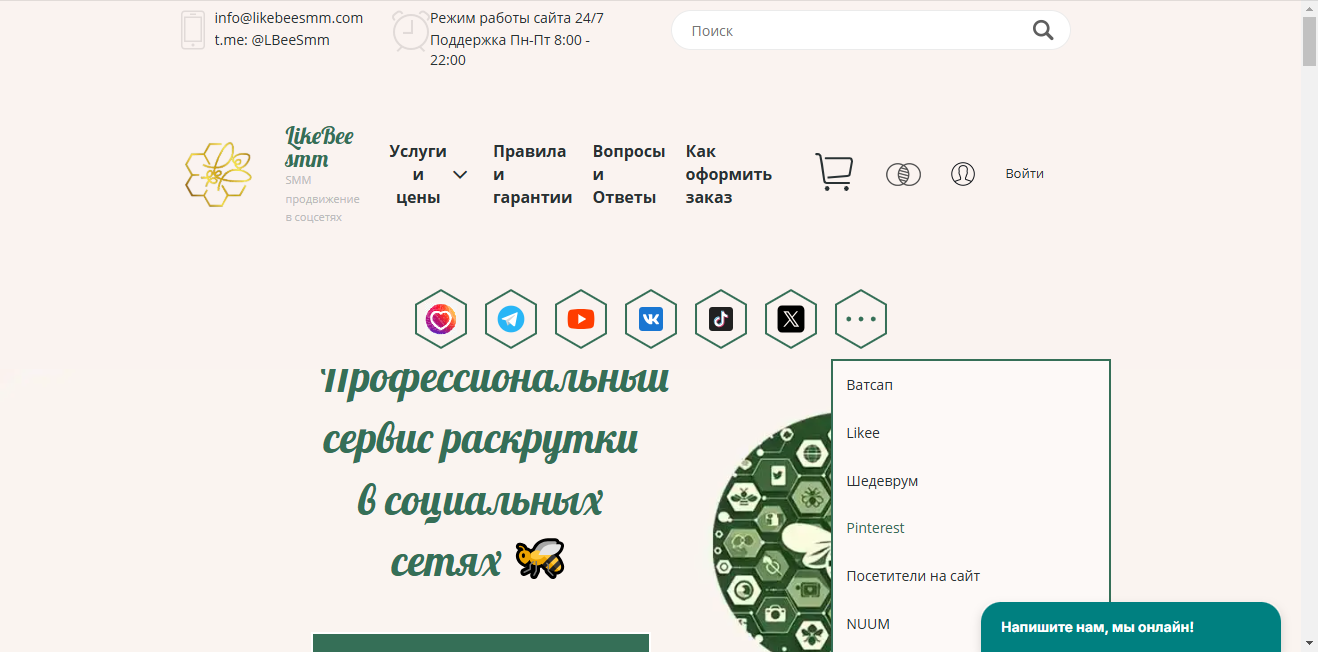 info@likebeesmm.com
t.me: @LBeeSmm
Режим работы сайта 24/7
Поддержка Пн-Пт 8:00 -
22:00
Поиск
LikeBee
smm
SMM
продвижение
в соцсетях
Услуги
и
цены
Правила
и
гарантии
Вопросы
и
Ответы
Как
оформить
заказ
Войти
Профессиональный
сервис раскрутки
в социальных
сетях
Ватсап
Likee
Шедеврум
Pinterest
Посетители на сайт
NUUM
Напишите нам, мы онлайн!